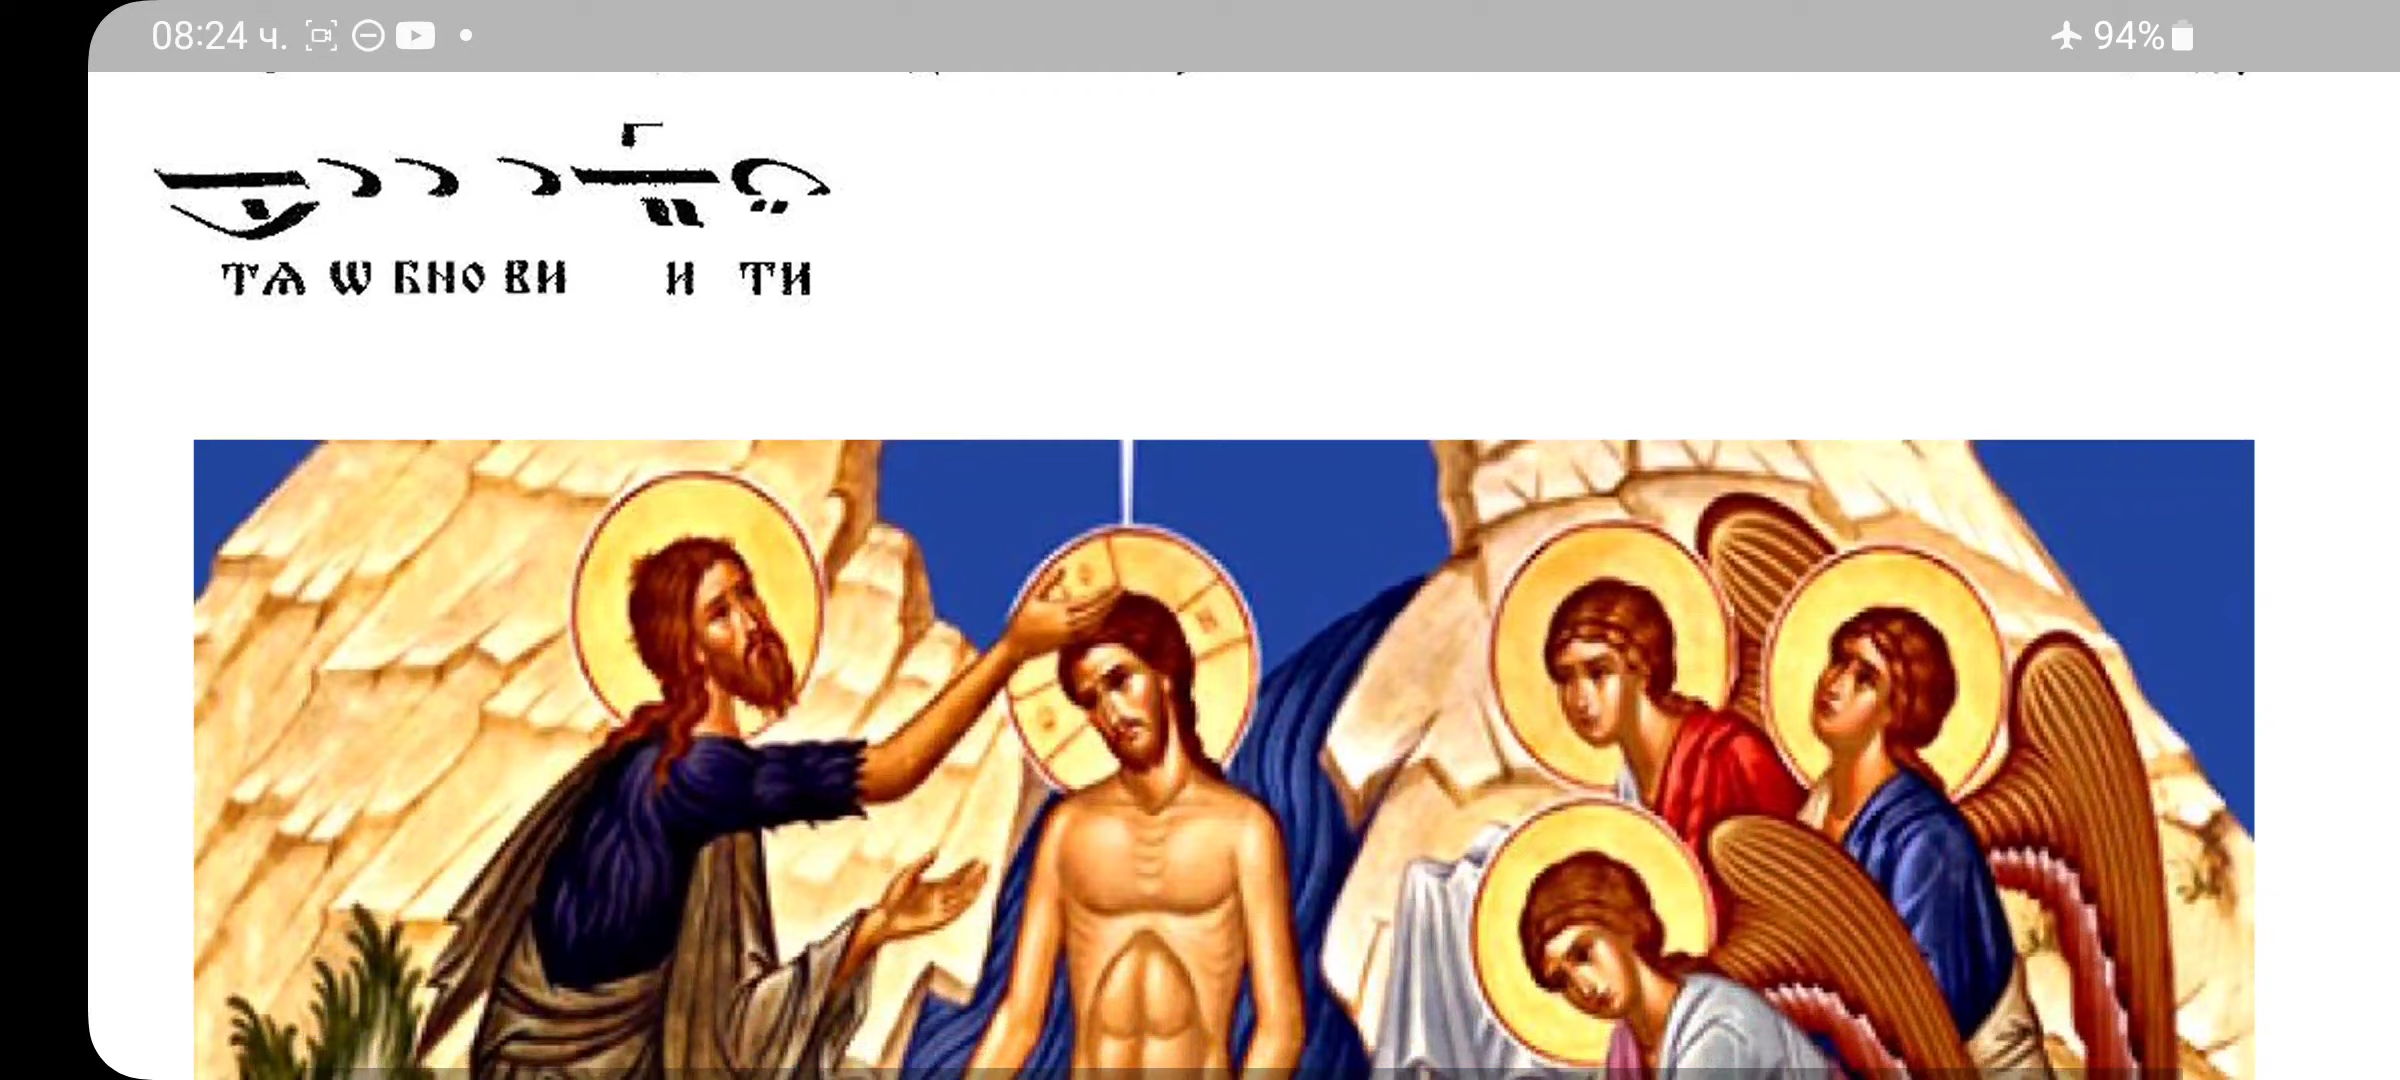 08:24 ч. 94%
тѧ ѡ бно ви и ти